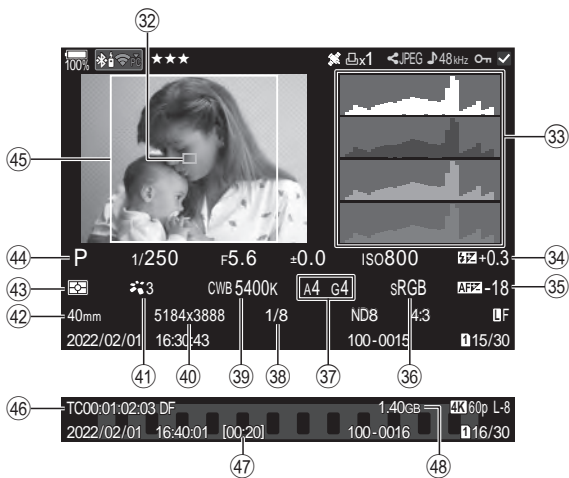 32
100% PC ★★★ x1 JPEG 48kHz
45 33
44 P 1/250 F5.6 ±0.0 ISO800 +0.3 34
43 3 CWB 5400K A4 G4 sRGB AF -18 35
42 40mm 5184x3888 1/8 ND8 4:3 LF
2022/02/01 16:30:43 100-0015 1 15/30
41 40 39 38 37 36
46 TC00:01:02:03 DF 1.40GB 4K 60p L-8
2022/02/01 16:40:01 [00:20] 100-0016 1 16/30
47 48